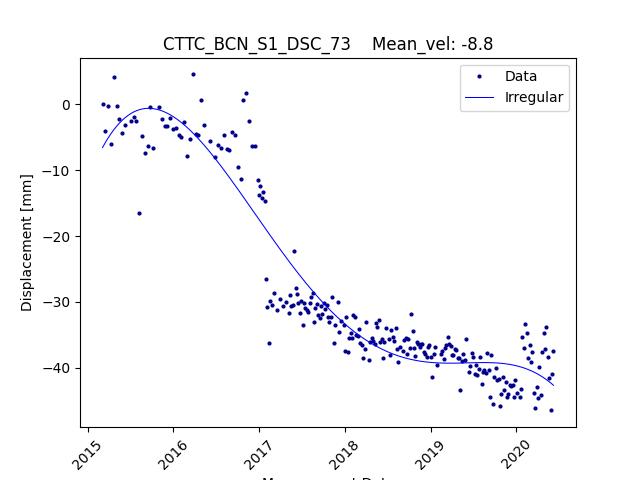 CTTC_BCN_S1_DSC_73    Mean_vel: -8.8
Data
Irregular
Displacement [mm]
0
−10
−20
−30
−40
2015
2016
2017
2018
2019
2020